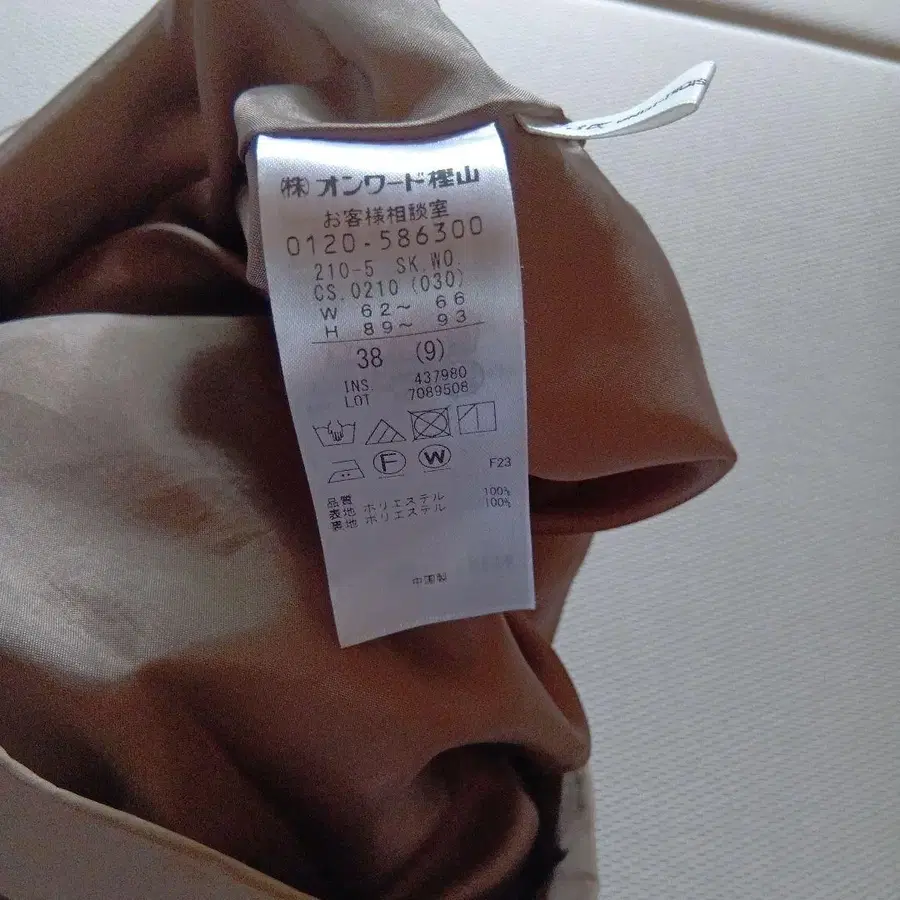 (株) オンワード樫山
お客様相談室
0120-586300
210-5 SK.WO.
CS.0210 (030)
W 62～ 66
H 89～ 93
38 (9)
INS. 437980
LOT 7089508
F W F23
品質
表地 ポリエステル 100%
裏地 ポリエステル 100%
中国製